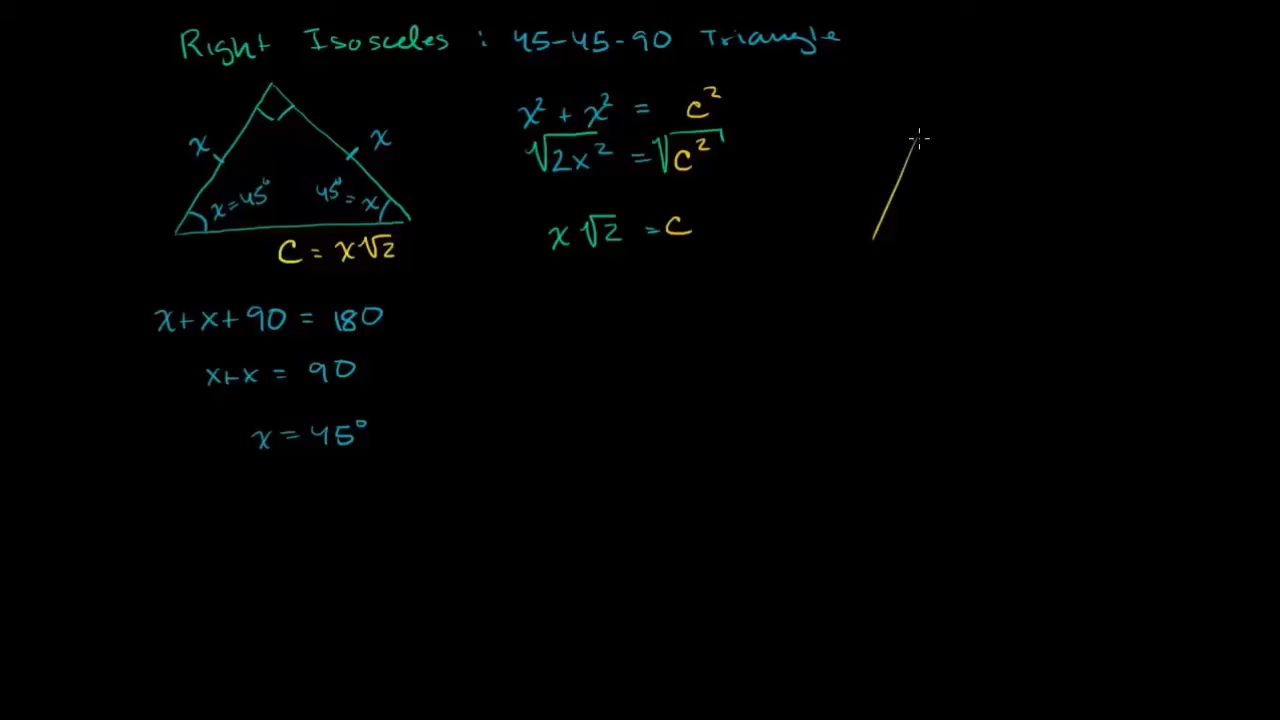 Right Isosceles : 45-45-90 Triangle
x² + x² = c²
√2x² = √c²
x√2 = c
x
x
x=45°
45°=x
C = x√2
x+x+90 = 180
x+x = 90
x=45°